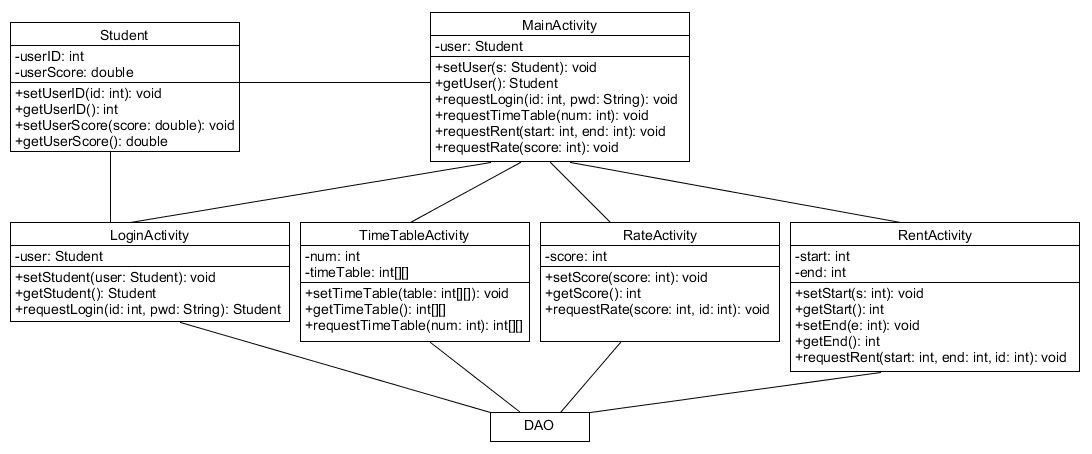 Student
-userID: int
-userScore: double
+setUserID(id: int): void
+getUserID(): int
+setUserScore(score: double): void
+getUserScore(): double
MainActivity
-user: Student
+setUser(s: Student): void
+getUser(): Student
+requestLogin(id: int, pwd: String): void
+requestTimeTable(num: int): void
+requestRent(start: int, end: int): void
+requestRate(score: int): void
LoginActivity
-user: Student
+setStudent(user: Student): void
+getStudent(): Student
+requestLogin(id: int, pwd: String): Student
TimeTableActivity
-num: int
-timeTable: int[][]
+setTimeTable(table: int[][]): void
+getTimeTable(): int[][]
+requestTimeTable(num: int): int[][]
RateActivity
-score: int
+setScore(score: int): void
+getScore(): int
+requestRate(score: int, id: int): void
RentActivity
-start: int
-end: int
+setStart(s: int): void
+getStart(): int
+setEnd(e: int): void
+getEnd(): int
+requestRent(start: int, end: int, id: int): void
DAO